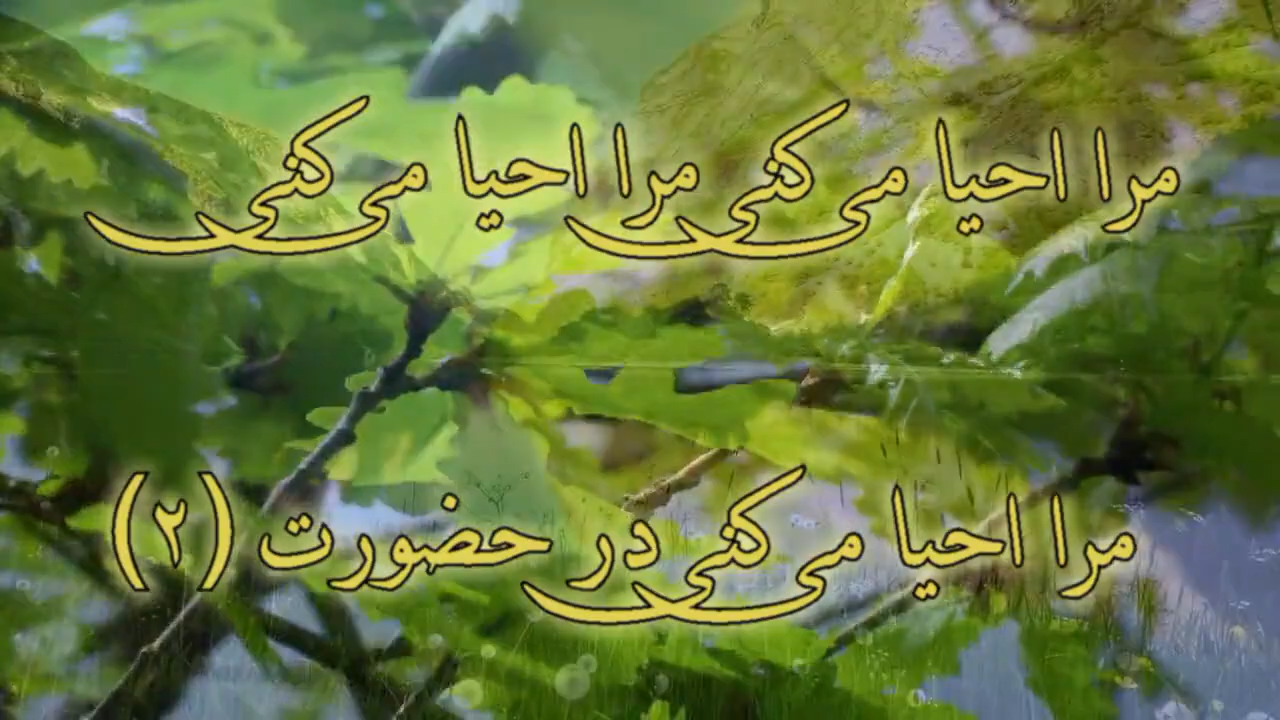 مرا احیا می کنی مرا احیا می کنی
مرا احیا می کنی در حضورت (۲)